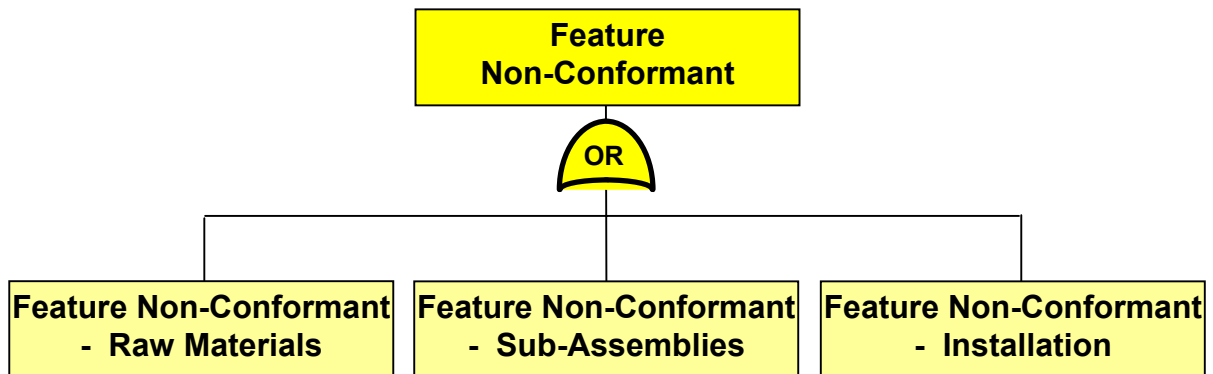 Feature
Non-Conformant
OR
Feature Non-Conformant
- Raw Materials
Feature Non-Conformant
- Sub-Assemblies
Feature Non-Conformant
- Installation